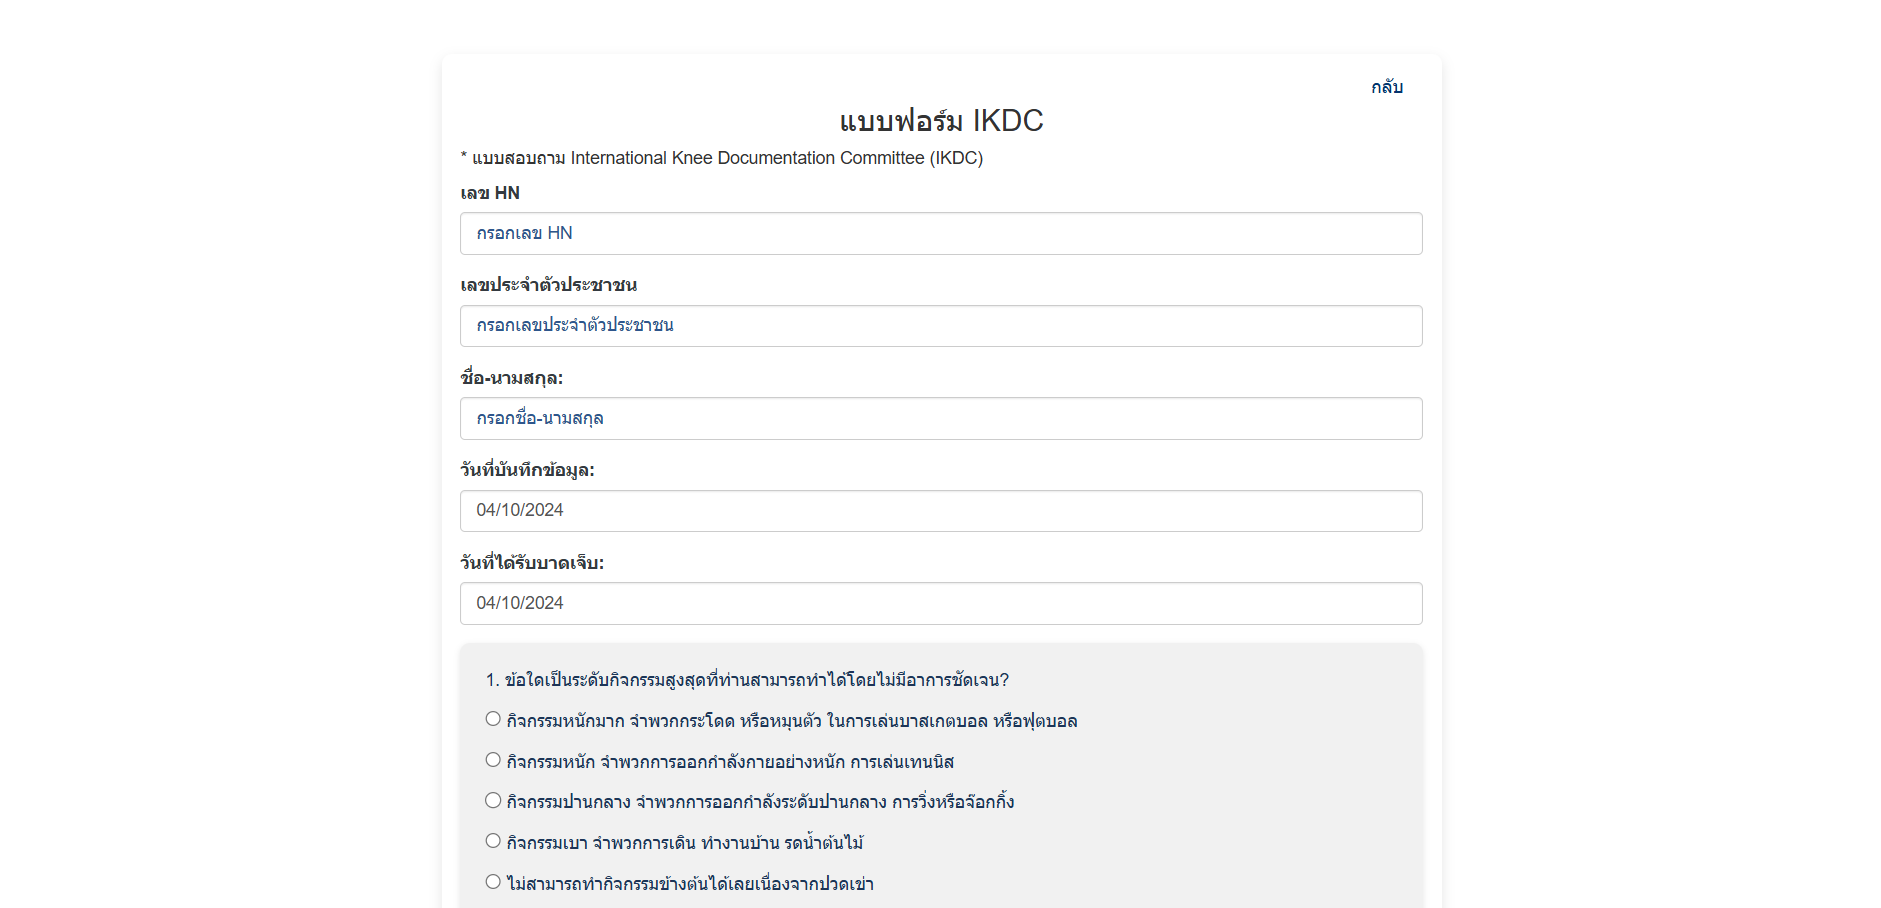 กลับ
แบบฟอร์ม IKDC
* แบบสอบถาม International Knee Documentation Committee (IKDC)
เลข HN
กรอกเลข HN
เลขประจำตัวประชาชน
กรอกเลขประจำตัวประชาชน
ชื่อ-นามสกุล:
กรอกชื่อ-นามสกุล
วันที่บันทึกข้อมูล:
04/10/2024
วันที่ได้รับบาดเจ็บ:
04/10/2024
1. ข้อใดเป็นระดับกิจกรรมสูงสุดที่ท่านสามารถทำได้โดยไม่มีอาการชัดเจน?
กิจกรรมหนักมาก จำพวกกระโดด หรือหมุนตัว ในการเล่นบาสเกตบอล หรือฟุตบอล
กิจกรรมหนัก จำพวกการออกกำลังกายอย่างหนัก การเล่นเทนนิส
กิจกรรมปานกลาง จำพวกการออกกำลังระดับปานกลาง การวิ่งหรือจ๊อกกิ้ง
กิจกรรมเบา จำพวกการเดิน ทำงานบ้าน รดน้ำต้นไม้
ไม่สามารถทำกิจกรรมข้างต้นได้เลยเนื่องจากปวดเข่า